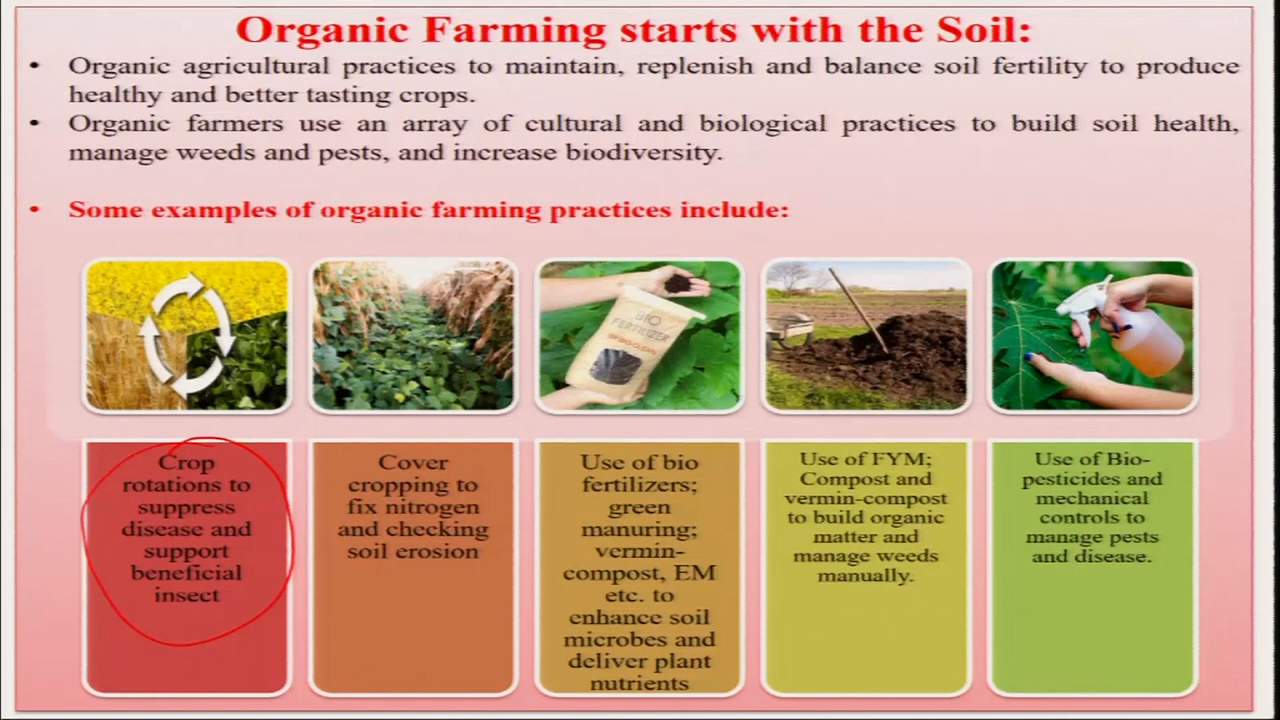 Organic Farming starts with the Soil:
• Organic agricultural practices to maintain, replenish and balance soil fertility to produce
healthy and better tasting crops.
• Organic farmers use an array of cultural and biological practices to build soil health,
manage weeds and pests, and increase biodiversity.
• Some examples of organic farming practices include:
BIO
FERTILIZER
Crop
rotations to
suppress
disease and
support
beneficial
insect
Cover
cropping to
fix nitrogen
and checking
soil erosion
Use of bio
fertilizers;
green
manuring;
vermin-
compost, EM
etc. to
enhance soil
microbes and
deliver plant
nutrients
Use of FYM;
Compost and
vermin-compost
to build organic
matter and
manage weeds
manually.
Use of Bio-
pesticides and
mechanical
controls to
manage pests
and disease.